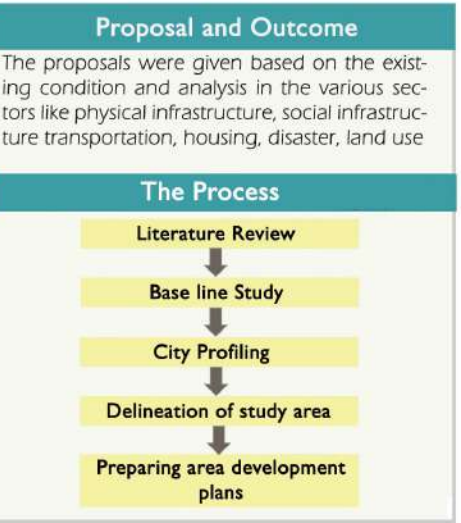 Proposal and Outcome
The proposals were given based on the exist-
ing condition and analysis in the various sec-
tors like physical infrastructure, social infrastruc-
ture transportation, housing, disaster, land use
The Process
Literature Review
Base line Study
City Profiling
Delineation of study area
Preparing area development
plans